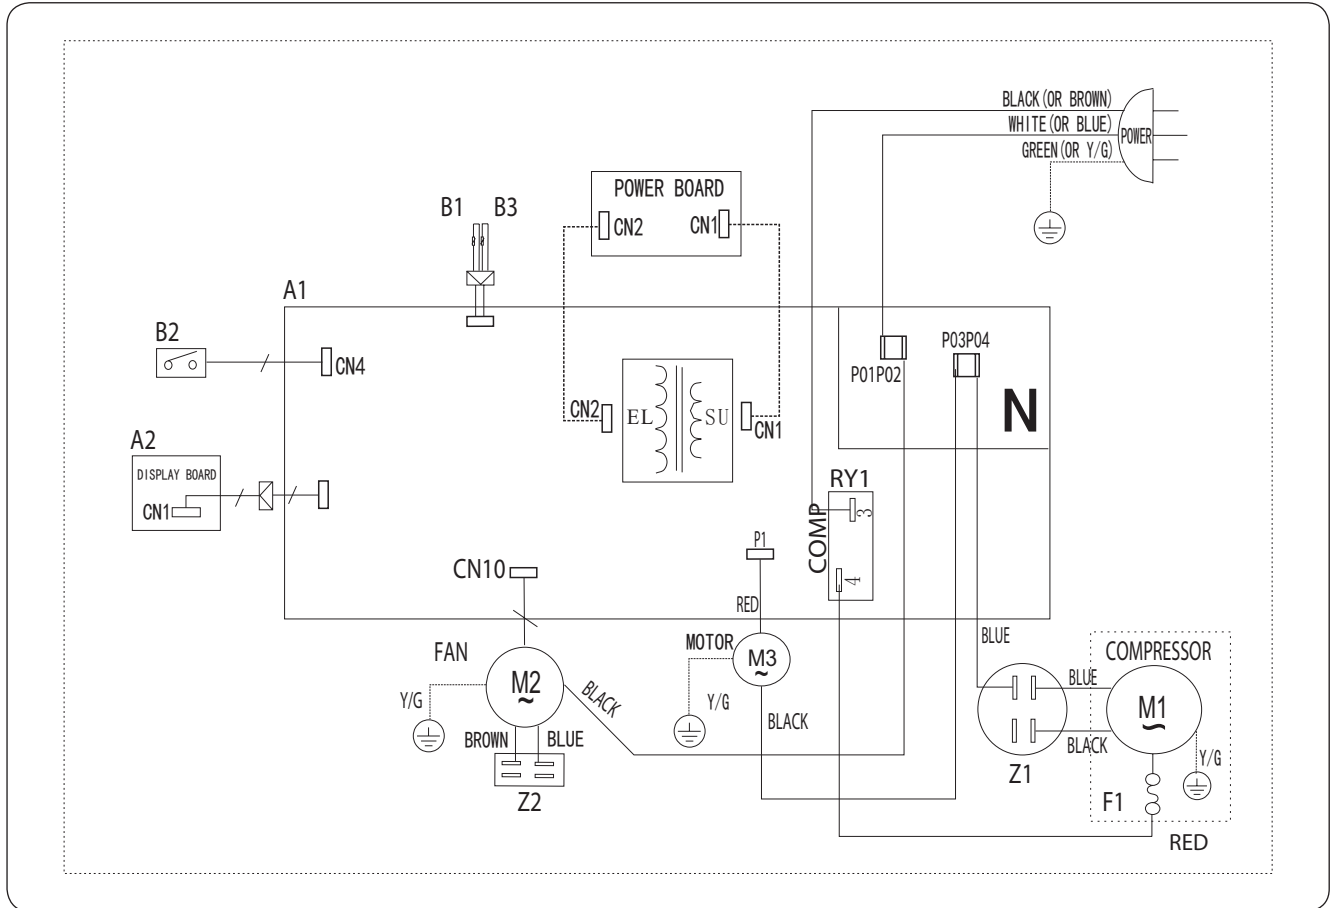 BLACK(OR BROWN)
WHITE(OR BLUE)
POWER
GREEN(OR Y/G)
POWER BOARD
CN2
CN1
B1
B3
A1
B2
CN4
P03P04
P01P02
N
CN2
EL
SU
CN1
A2
DISPLAY BOARD
CN1
RY1
3
COMP
4
P1
CN10
RED
BLUE
FAN
MOTOR
M3
~
COMPRESSOR
M2
~
BLACK
Y/G
Y/G
BLACK
BLUE
M1
~
BLACK
BROWN
BLUE
Z1
Y/G
Z2
F1
RED